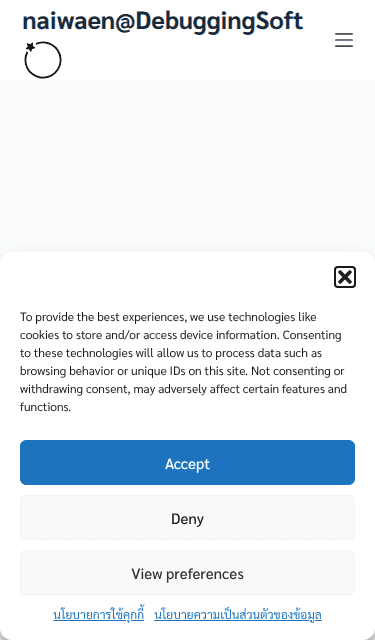 naiwaen@DebuggingSoft
To provide the best experiences, we use technologies like
cookies to store and/or access device information. Consenting
to these technologies will allow us to process data such as
browsing behavior or unique IDs on this site. Not consenting or
withdrawing consent, may adversely affect certain features and
functions.
Accept
Deny
View preferences
นโยบายการใช้คุกกี้ นโยบายความเป็นส่วนตัวของข้อมูล